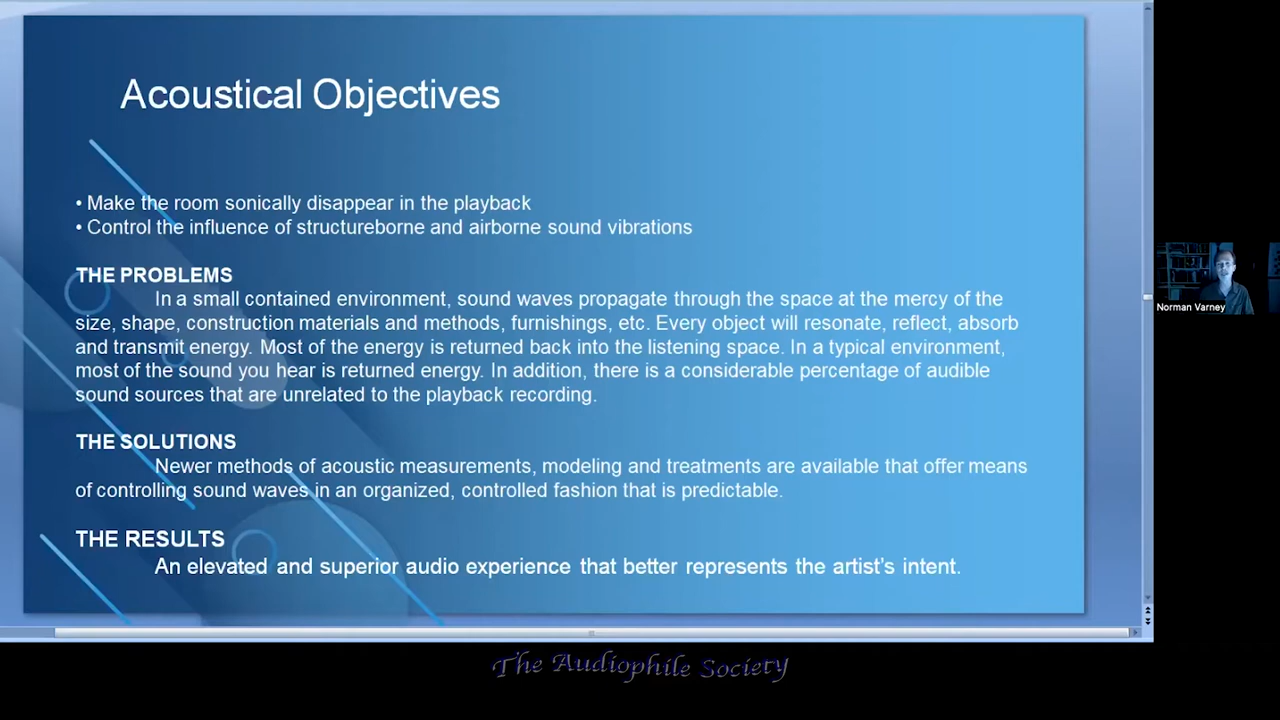 Acoustical Objectives
• Make the room sonically disappear in the playback
• Control the influence of structureborne and airborne sound vibrations
THE PROBLEMS
In a small contained environment, sound waves propagate through the space at the mercy of the
size, shape, construction materials and methods, furnishings, etc. Every object will resonate, reflect, absorb
and transmit energy. Most of the energy is returned back into the listening space. In a typical environment,
most of the sound you hear is returned energy. In addition, there is a considerable percentage of audible
sound sources that are unrelated to the playback recording.
THE SOLUTIONS
Newer methods of acoustic measurements, modeling and treatments are available that offer means
of controlling sound waves in an organized, controlled fashion that is predictable.
THE RESULTS
An elevated and superior audio experience that better represents the artist’s intent.
Norman Varney
The Audiophile Society